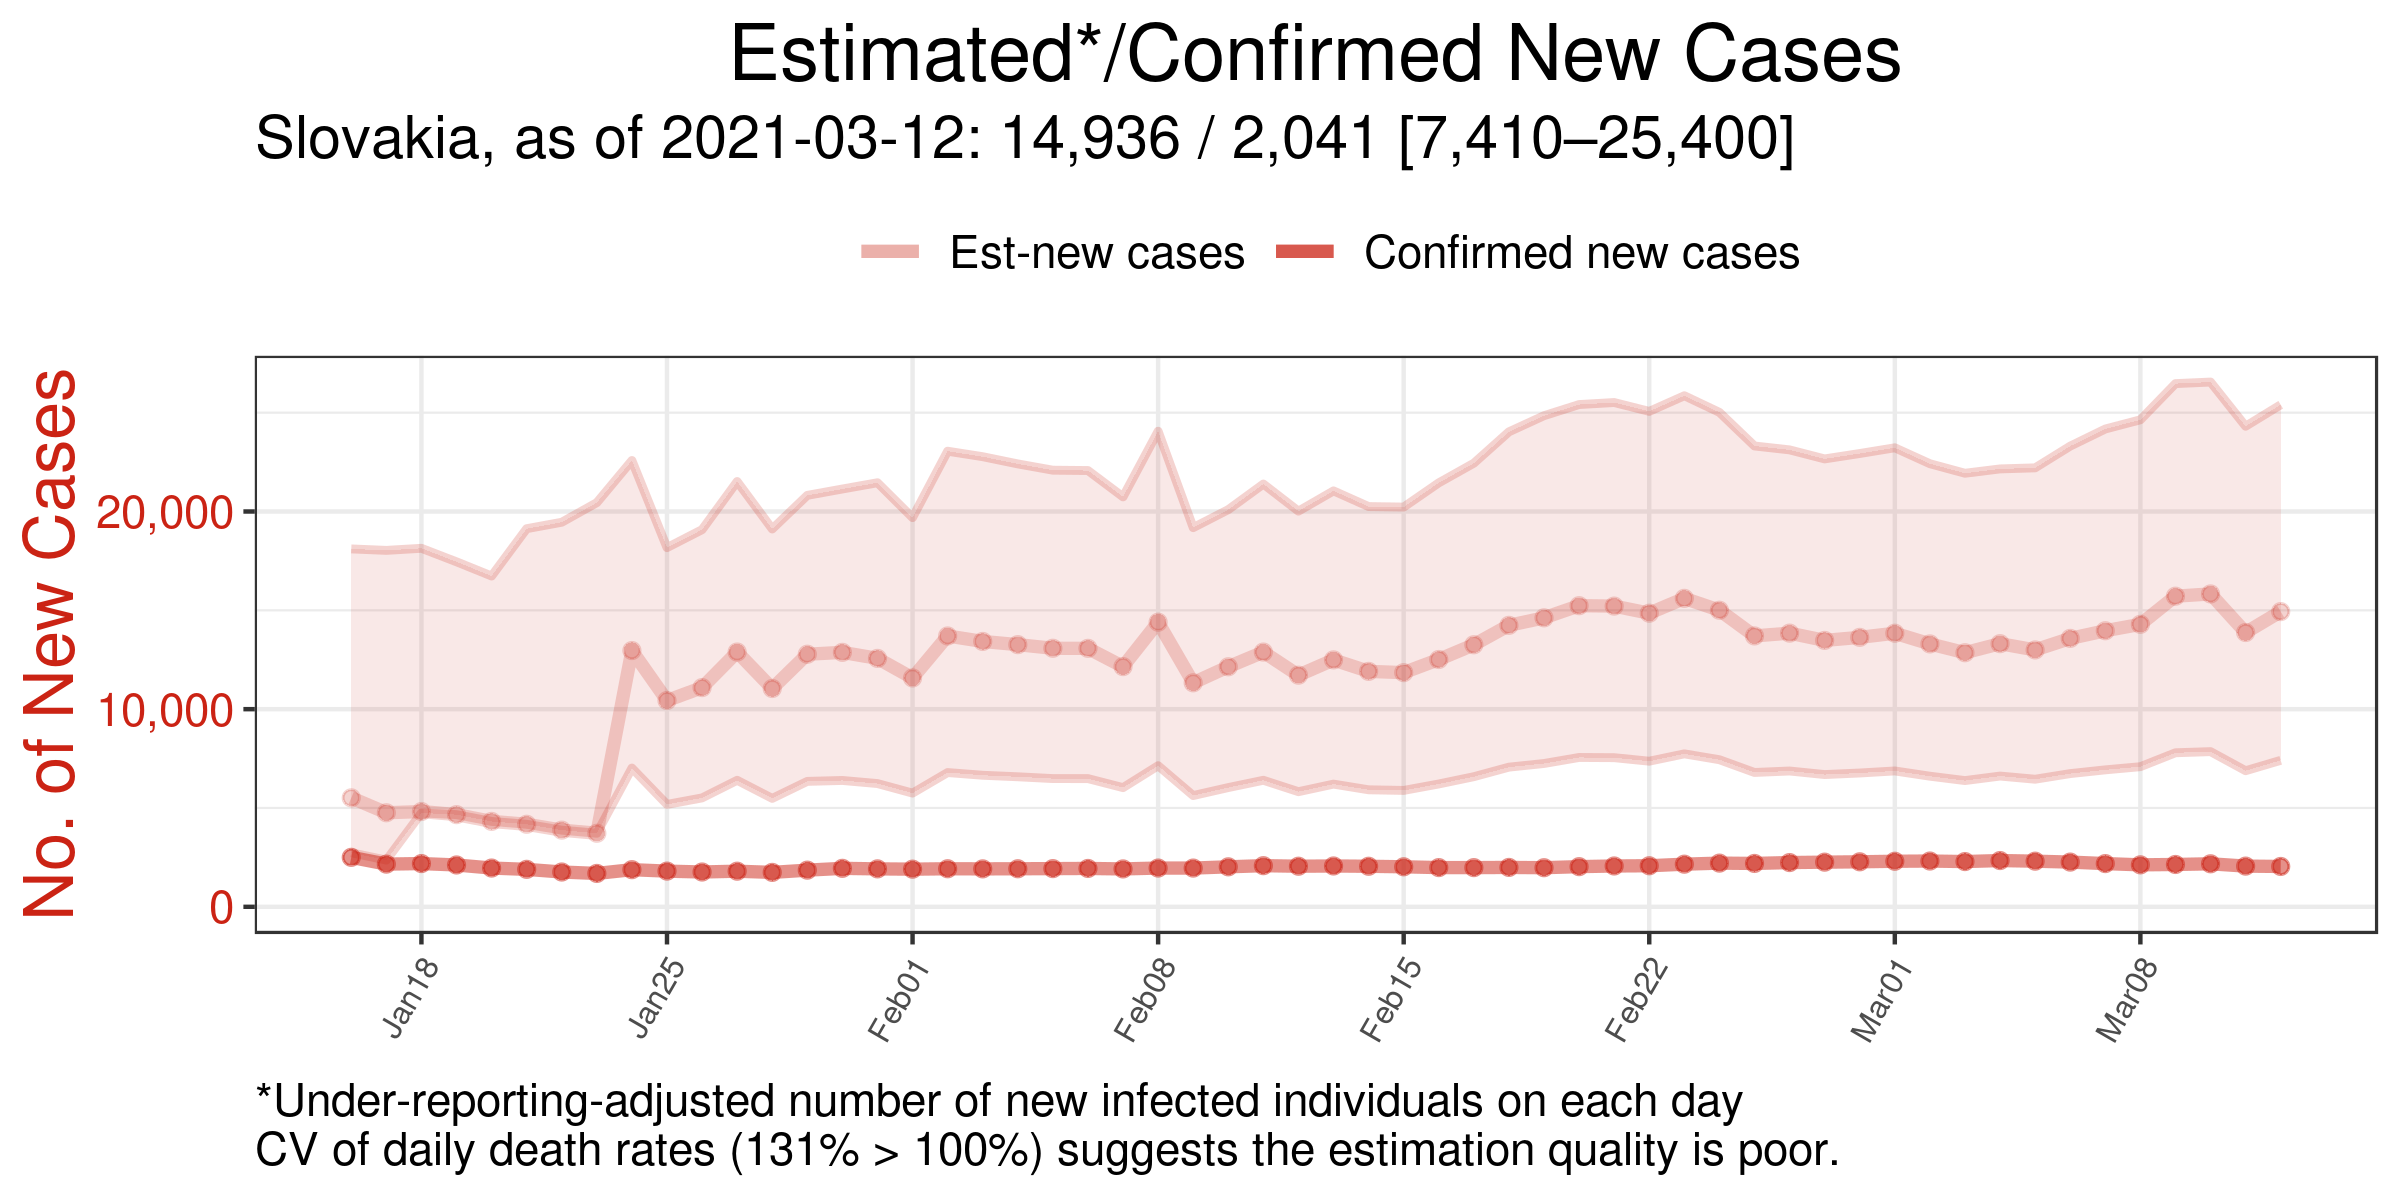 Estimated*/Confirmed New Cases
Slovakia, as of 2021-03-12: 14,936 / 2,041 [7,410–25,400]
Est-new cases
Confirmed new cases
No. of New Cases
20,000
10,000
0
Jan18
Jan25
Feb01
Feb08
Feb15
Feb22
Mar01
Mar08
*Under-reporting-adjusted number of new infected individuals on each day
CV of daily death rates (131% > 100%) suggests the estimation quality is poor.